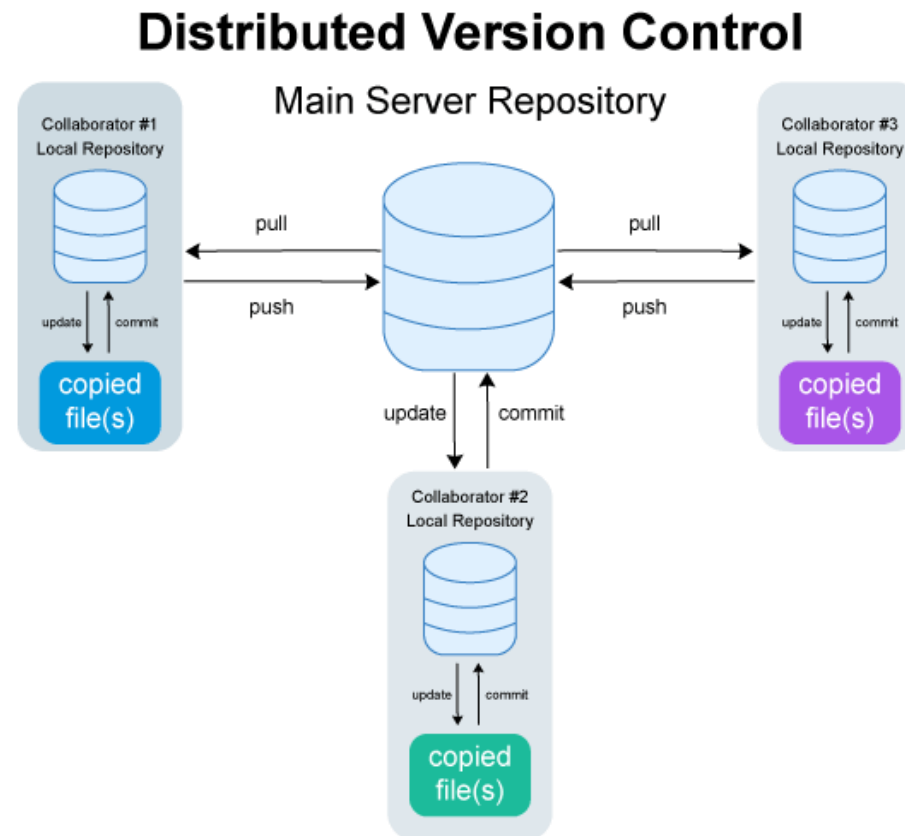 Distributed Version Control
Main Server Repository
Collaborator #1
Local Repository
update
commit
copied
file(s)
pull
push
pull
push
Collaborator #3
Local Repository
update
commit
copied
file(s)
update
commit
Collaborator #2
Local Repository
update
commit
copied
file(s)